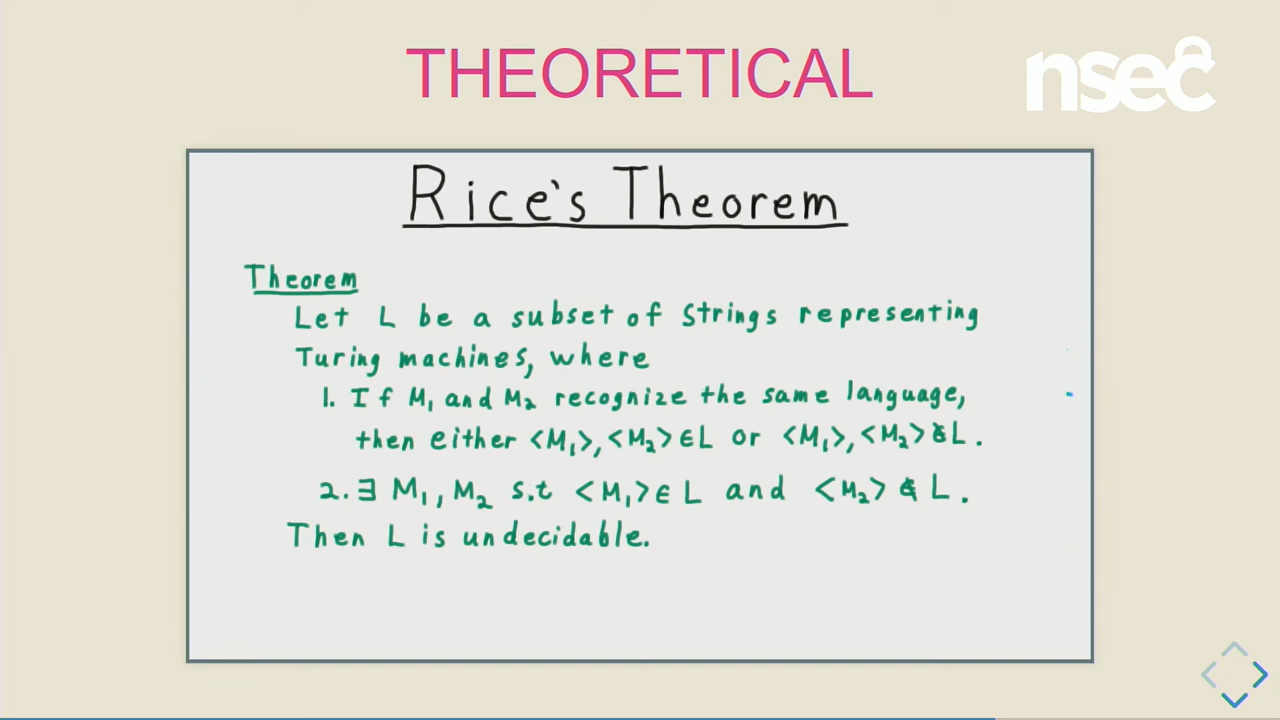 THEORETICAL
nsec
Rice's Theorem
Theorem
Let L be a subset of Strings representing
Turing machines, where
1. If M₁ and M₂ recognize the same language,
then either <M₁>, <M₂> ∈ L or <M₁>, <M₂> ∉ L.
2. ∃ M₁, M₂ s.t <M₁> ∈ L and <M₂> ∉ L.
Then L is undecidable.